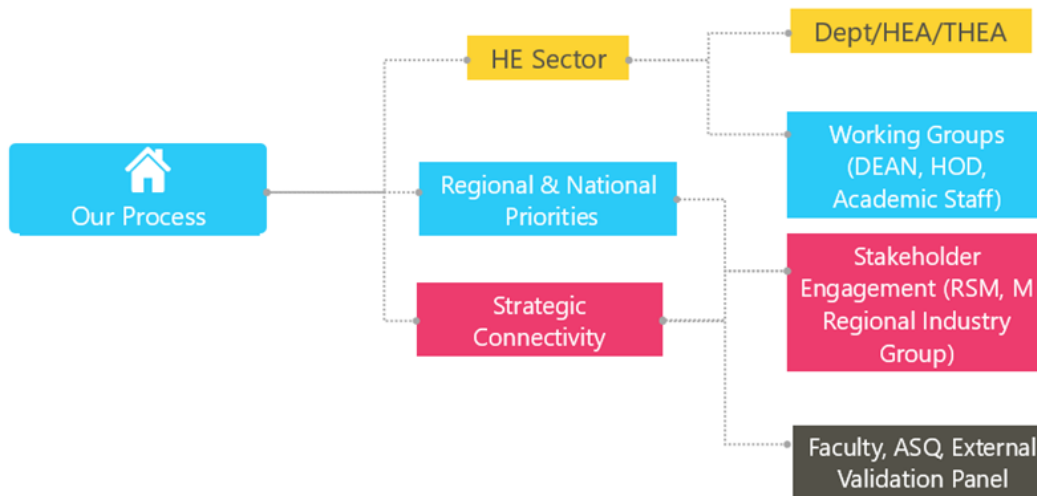 Our Process
HE Sector
Regional & National
Priorities
Strategic
Connectivity
Dept/HEA/THEA
Working Groups
(DEAN, HOD,
Academic Staff)
Stakeholder
Engagement (RSM, M
Regional Industry
Group)
Faculty, ASQ, External
Validation Panel